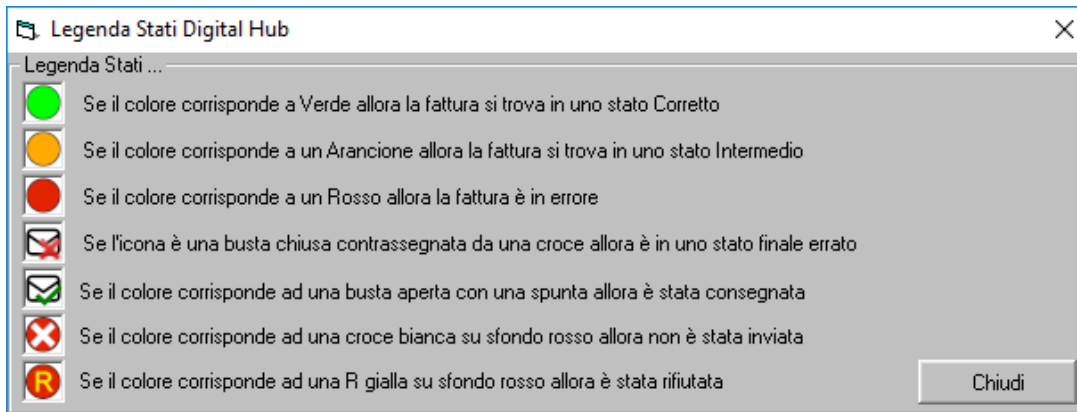 Legenda Stati Digital Hub
Legenda Stati ...
Se il colore corrisponde a Verde allora la fattura si trova in uno stato Corretto
Se il colore corrisponde a un Arancione allora la fattura si trova in uno stato Intermedio
Se il colore corrisponde a un Rosso allora la fattura è in errore
Se l'icona è una busta chiusa contrassegnata da una croce allora è in uno stato finale errato
Se il colore corrisponde ad una busta aperta con una spunta allora è stata consegnata
Se il colore corrisponde ad una croce bianca su sfondo rosso allora non è stata inviata
R
Se il colore corrisponde ad una R gialla su sfondo rosso allora è stata rifiutata
Chiudi